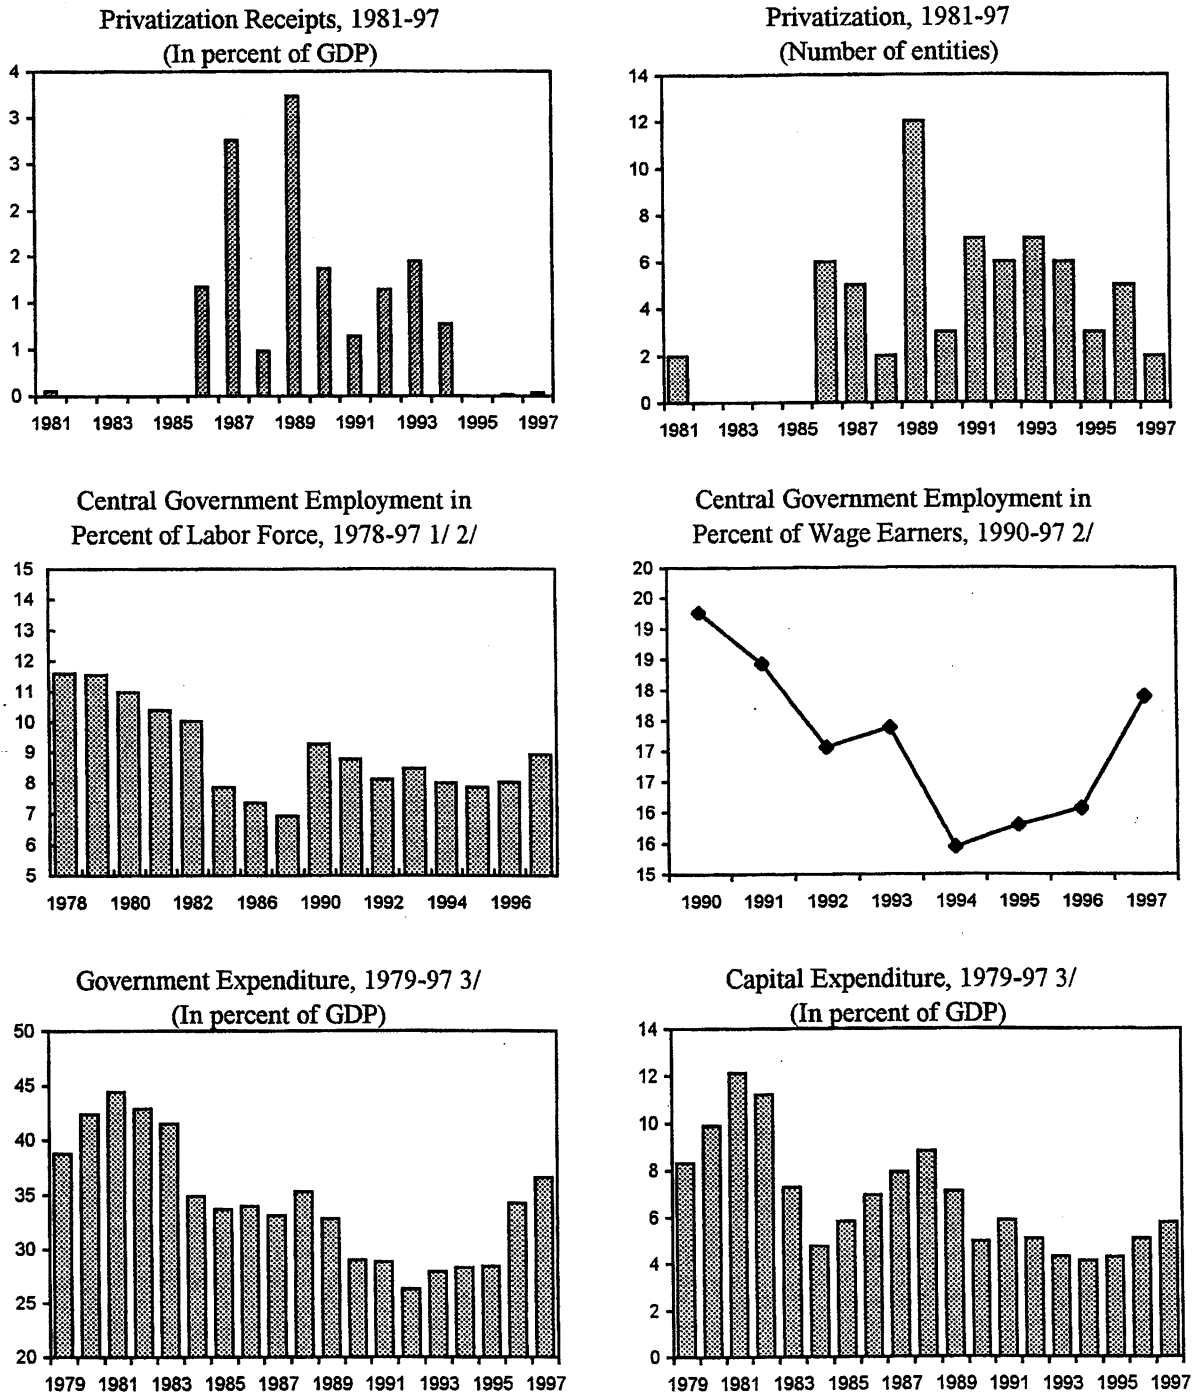 Privatization Receipts, 1981-97
(In percent of GDP)
4
3
3
2
2
1
1
0
1981 1983 1985 1987 1989 1991 1993 1995 1997
Privatization, 1981-97
(Number of entities)
14
12
10
8
6
4
2
0
1981 1983 1985 1987 1989 1991 1993 1995 1997
Central Government Employment in
Percent of Labor Force, 1978-97 1/ 2/
15
14
13
12
11
10
9
8
7
6
5
1978 1980 1982 1986 1990 1992 1994 1996
Central Government Employment in
Percent of Wage Earners, 1990-97 2/
20
20
19
19
18
18
17
17
16
16
15
1990 1991 1992 1993 1994 1995 1996 1997
Government Expenditure, 1979-97 3/
(In percent of GDP)
50
45
40
35
30
25
20
1979 1981 1983 1985 1987 1989 1991 1993 1995 1997
Capital Expenditure, 1979-97 3/
(In percent of GDP)
14
12
10
8
6
4
2
0
1979 1981 1983 1985 1987 1989 1991 1993 1995 1997